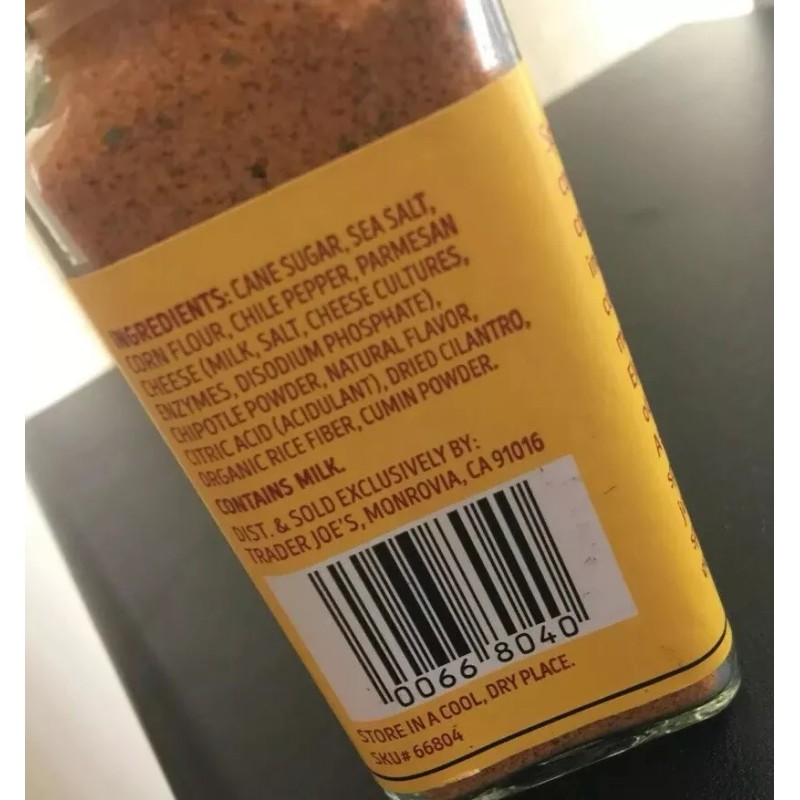 INGREDIENTS: CANE SUGAR, SEA SALT,
CORN FLOUR, CHILE PEPPER, PARMESAN
CHEESE (MILK, SALT, CHEESE CULTURES,
ENZYMES, DISODIUM PHOSPHATE),
CHIPOTLE POWDER, NATURAL FLAVOR,
CITRIC ACID (ACIDULANT), DRIED CILANTRO,
ORGANIC RICE FIBER, CUMIN POWDER.
CONTAINS MILK.
DIST. & SOLD EXCLUSIVELY BY:
TRADER JOE'S, MONROVIA, CA 91016
0066 8040
STORE IN A COOL, DRY PLACE.
SKU# 66804